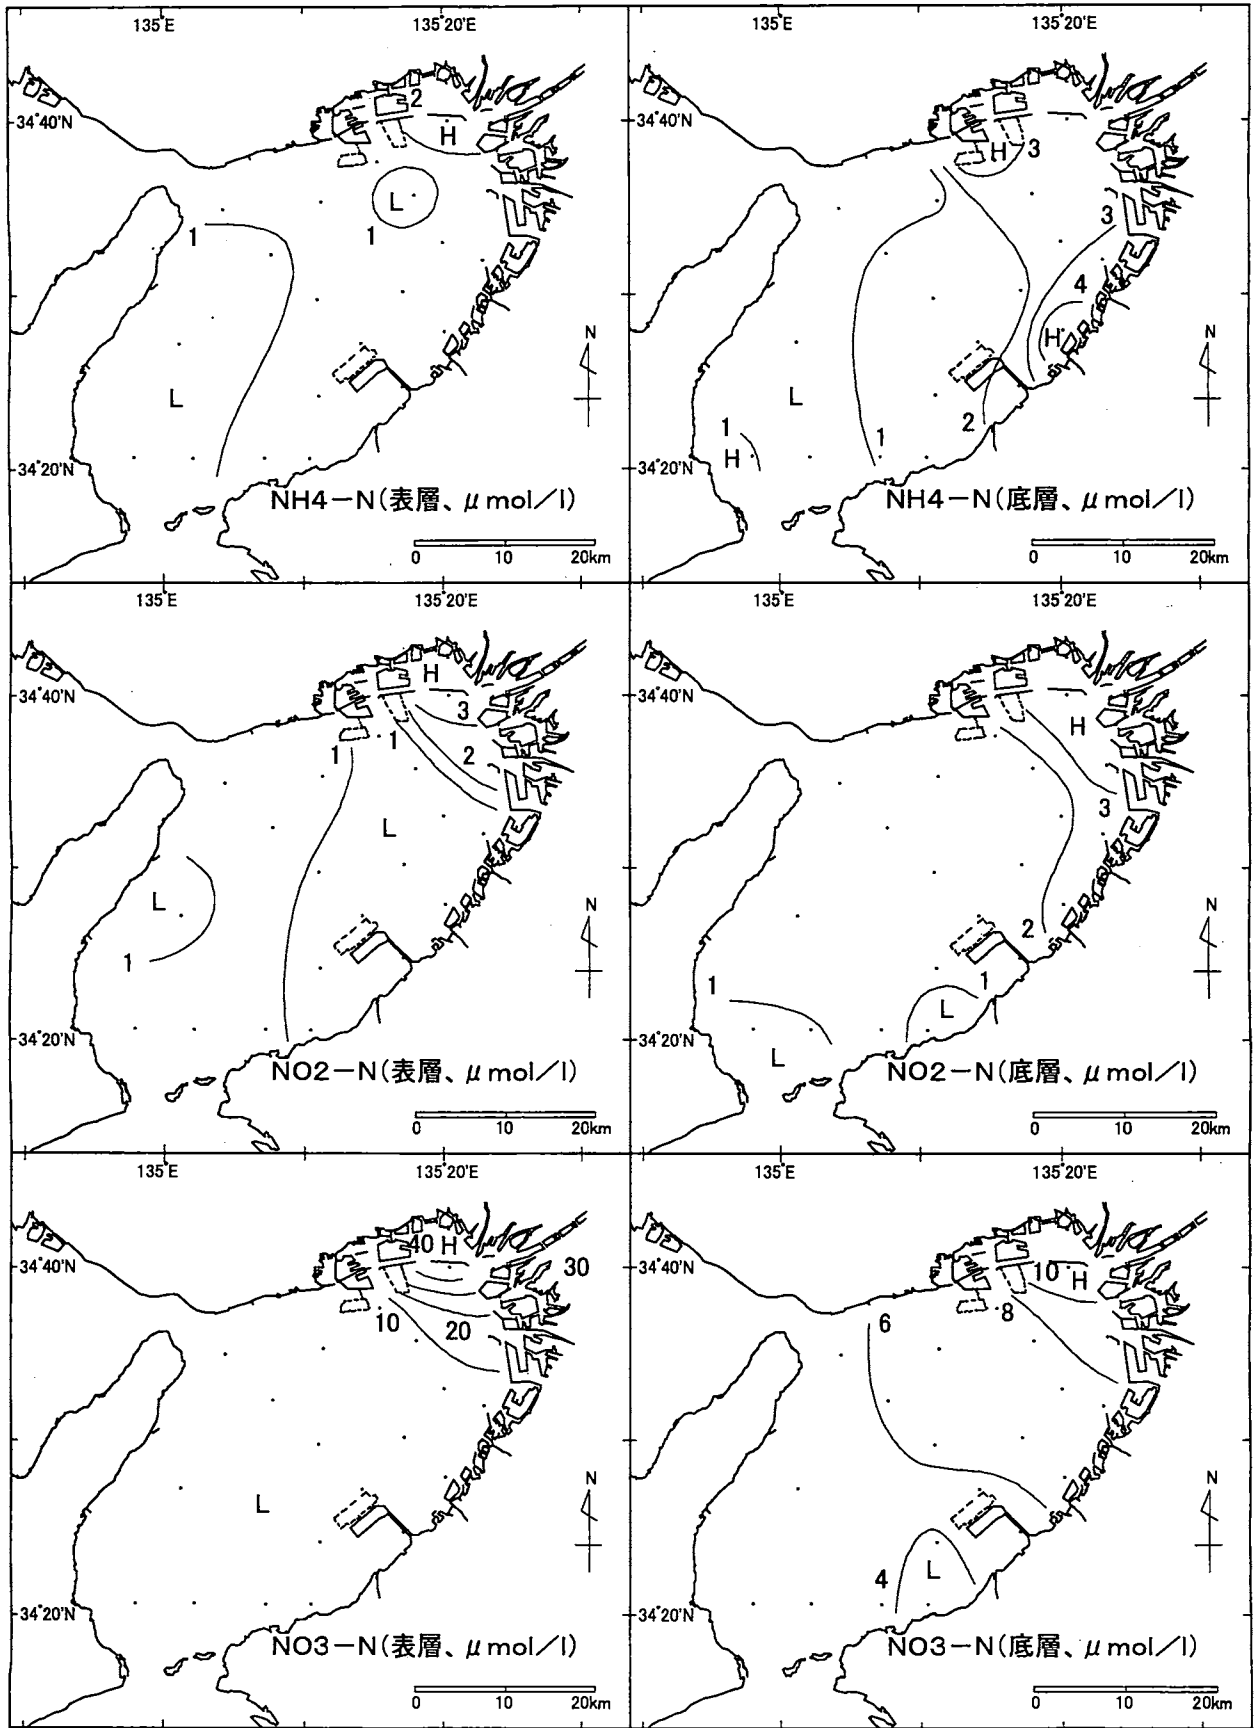 135°E
135°20'E
34°40'N
2
H
L
1
1
L
N
34°20'N
NH4-N(表層、μmol/l)
0 10 20km
135°E
135°20'E
34°40'N
H
3
3
4
H
N
L
2
1
H
1
34°20'N
NH4-N(底層、μmol/l)
0 10 20km
135°E
135°20'E
34°40'N
H
3
1
1
2
L
L
1
N
34°20'N
NO2-N(表層、μmol/l)
0 10 20km
135°E
135°20'E
34°40'N
H
3
N
2
1
1
L
L
34°20'N
NO2-N(底層、μmol/l)
0 10 20km
135°E
135°20'E
34°40'N
40
H
30
10
20
L
N
34°20'N
NO3-N(表層、μmol/l)
0 10 20km
135°E
135°20'E
34°40'N
10
H
6
8
N
4
L
34°20'N
NO3-N(底層、μmol/l)
0 10 20km